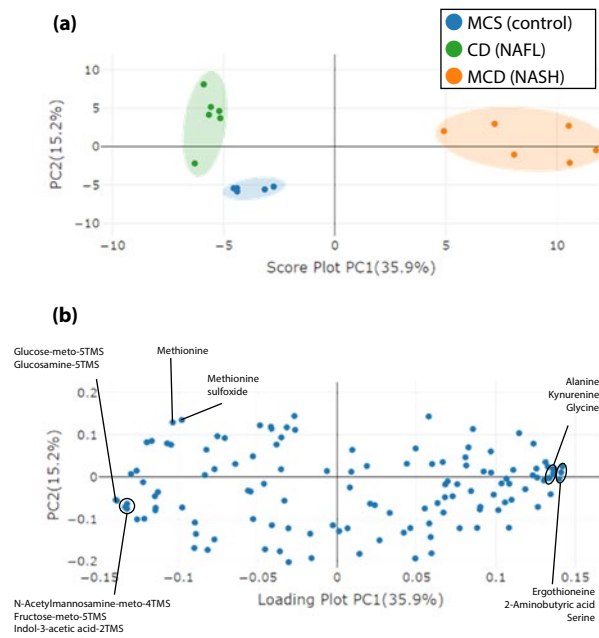 (a)
MCS (control)
CD (NAFL)
MCD (NASH)
10
5
0
−5
−10
PC2(15.2%)
−10
−5
0
5
10
Score Plot PC1(35.9%)
(b)
Glucose-meto-5TMS
Glucosamine-5TMS
Methionine
Methionine
sulfoxide
Alanine
Kynurenine
Glycine
0.2
0.1
0
−0.1
−0.2
PC2(15.2%)
−0.15
−0.1
−0.05
0
0.05
0.1
0.15
Loading Plot PC1(35.9%)
N-Acetylmannosamine-meto-4TMS
Fructose-meto-5TMS
Indol-3-acetic acid-2TMS
Ergothioneine
2-Aminobutyric acid
Serine